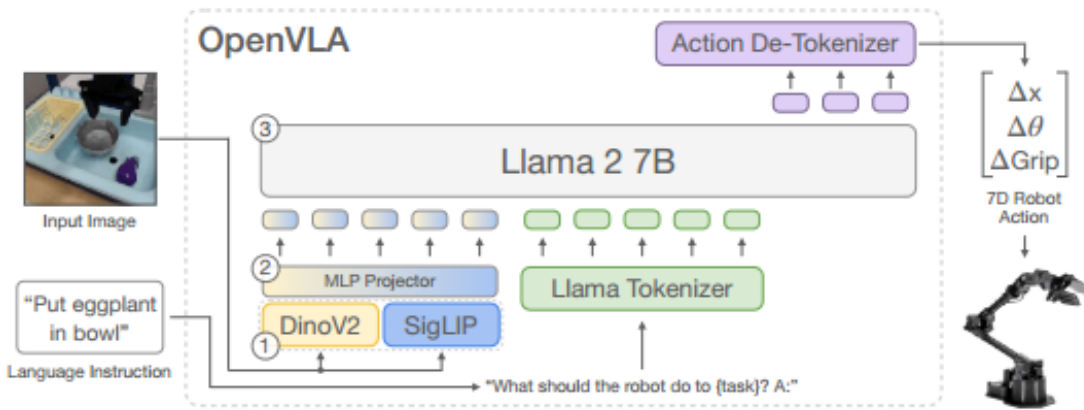 OpenVLA
Action De-Tokenizer
Δx
Δθ
ΔGrip
7D Robot
Action
3
Llama 2 7B
Input Image
2
MLP Projector
Llama Tokenizer
DinoV2
SigLIP
1
“Put eggplant
in bowl”
Language Instruction
“What should the robot do to {task}? A:”